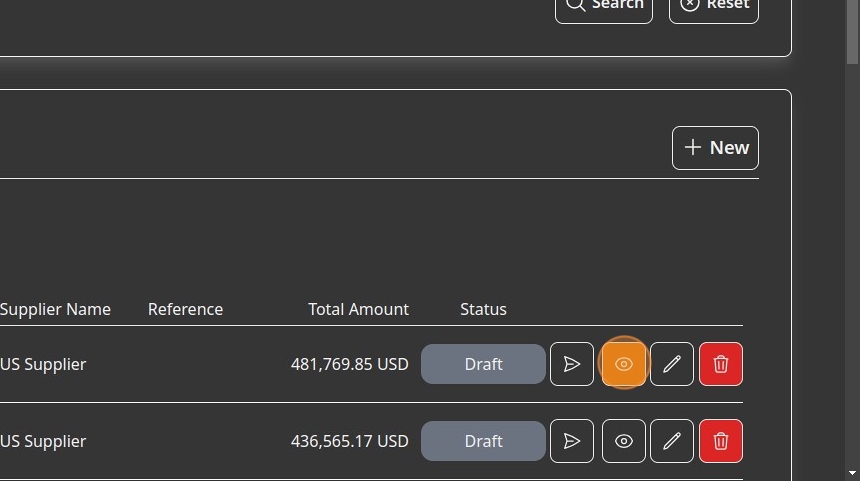 Search Reset
New
Supplier Name Reference Total Amount Status
US Supplier 481,769.85 USD Draft
US Supplier 436,565.17 USD Draft